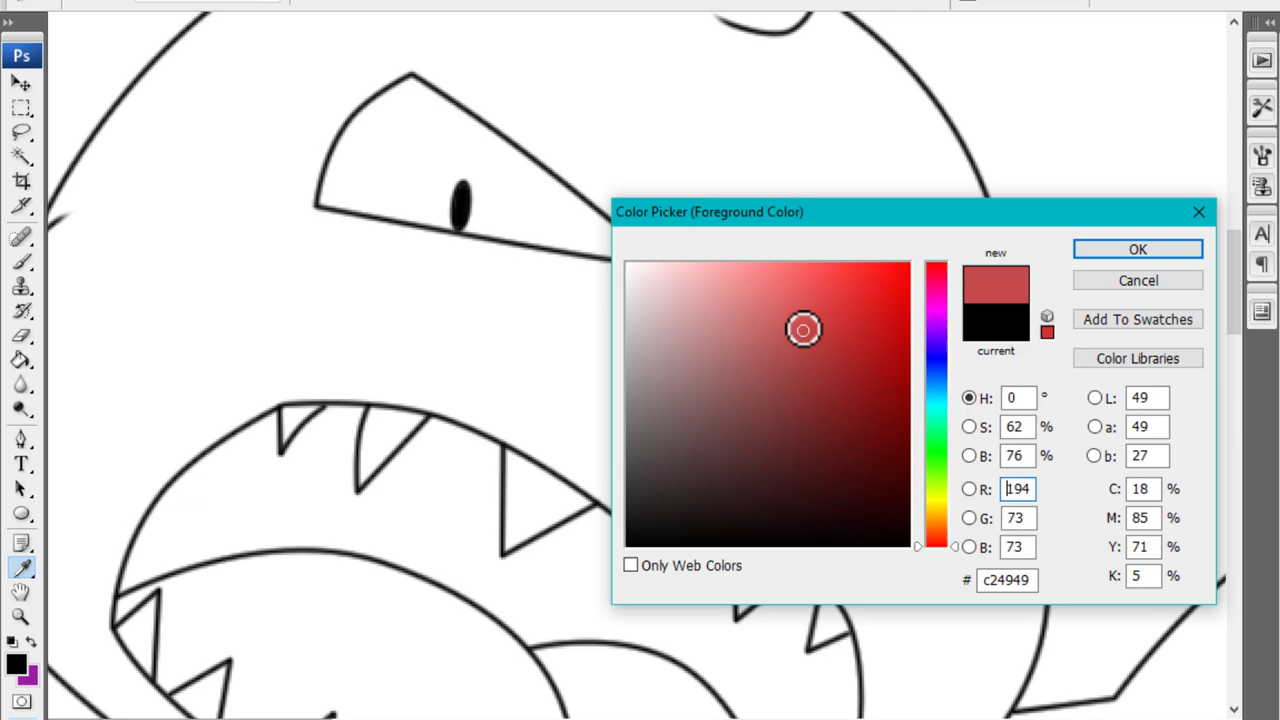 Ps
Color Picker (Foreground Color)
new
OK
Cancel
Add To Swatches
current
Color Libraries
H: 0 °
L: 49
S: 62 %
a: 49
B: 76 %
b: 27
R: 194
C: 18 %
G: 73
M: 85 %
B: 73
Y: 71 %
Only Web Colors
# c24949
K: 5 %
T
A